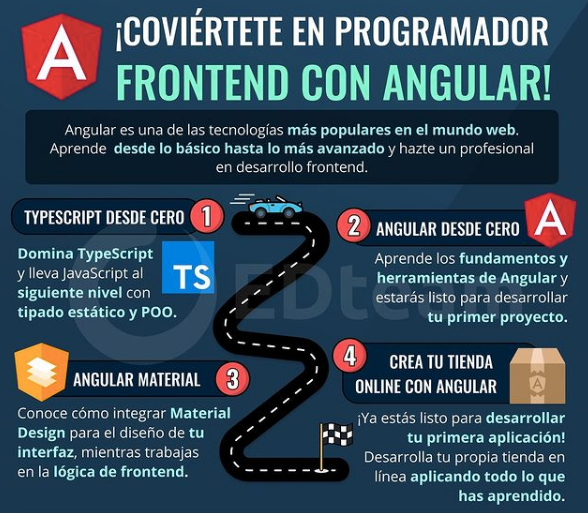 A
¡COVIÉRTETE EN PROGRAMADOR
FRONTEND CON ANGULAR!
Angular es una de las tecnologías más populares en el mundo web.
Aprende desde lo básico hasta lo más avanzado y hazte un profesional
en desarrollo frontend.
TYPESCRIPT DESDE CERO 1
Domina TypeScript
y lleva JavaScript al
siguiente nivel con
tipado estático y POO.
TS
2 ANGULAR DESDE CERO A
Aprende los fundamentos y
herramientas de Angular y
estarás listo para desarrollar
tu primer proyecto.
EDteam
ANGULAR MATERIAL 3
Conoce cómo integrar Material
Design para el diseño de tu
interfaz, mientras trabajas
en la lógica de frontend.
4 CREA TU TIENDA
ONLINE CON ANGULAR
A
¡Ya estás listo para desarrollar
tu primera aplicación!
Desarrolla tu propia tienda en
línea aplicando todo lo que
has aprendido.